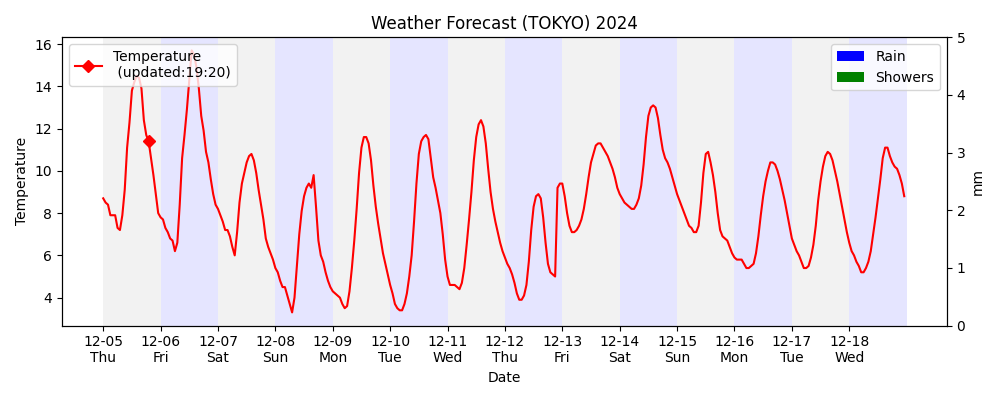 Weather Forecast (TOKYO) 2024
Temperature
(updated:19:20)
Rain
Showers
16
14
12
10
8
6
4
Temperature
5
4
3
2
1
0
mm
12-05 12-06 12-07 12-08 12-09 12-10 12-11 12-12 12-13 12-14 12-15 12-16 12-17 12-18
Thu Fri Sat Sun Mon Tue Wed Thu Fri Sat Sun Mon Tue Wed
Date